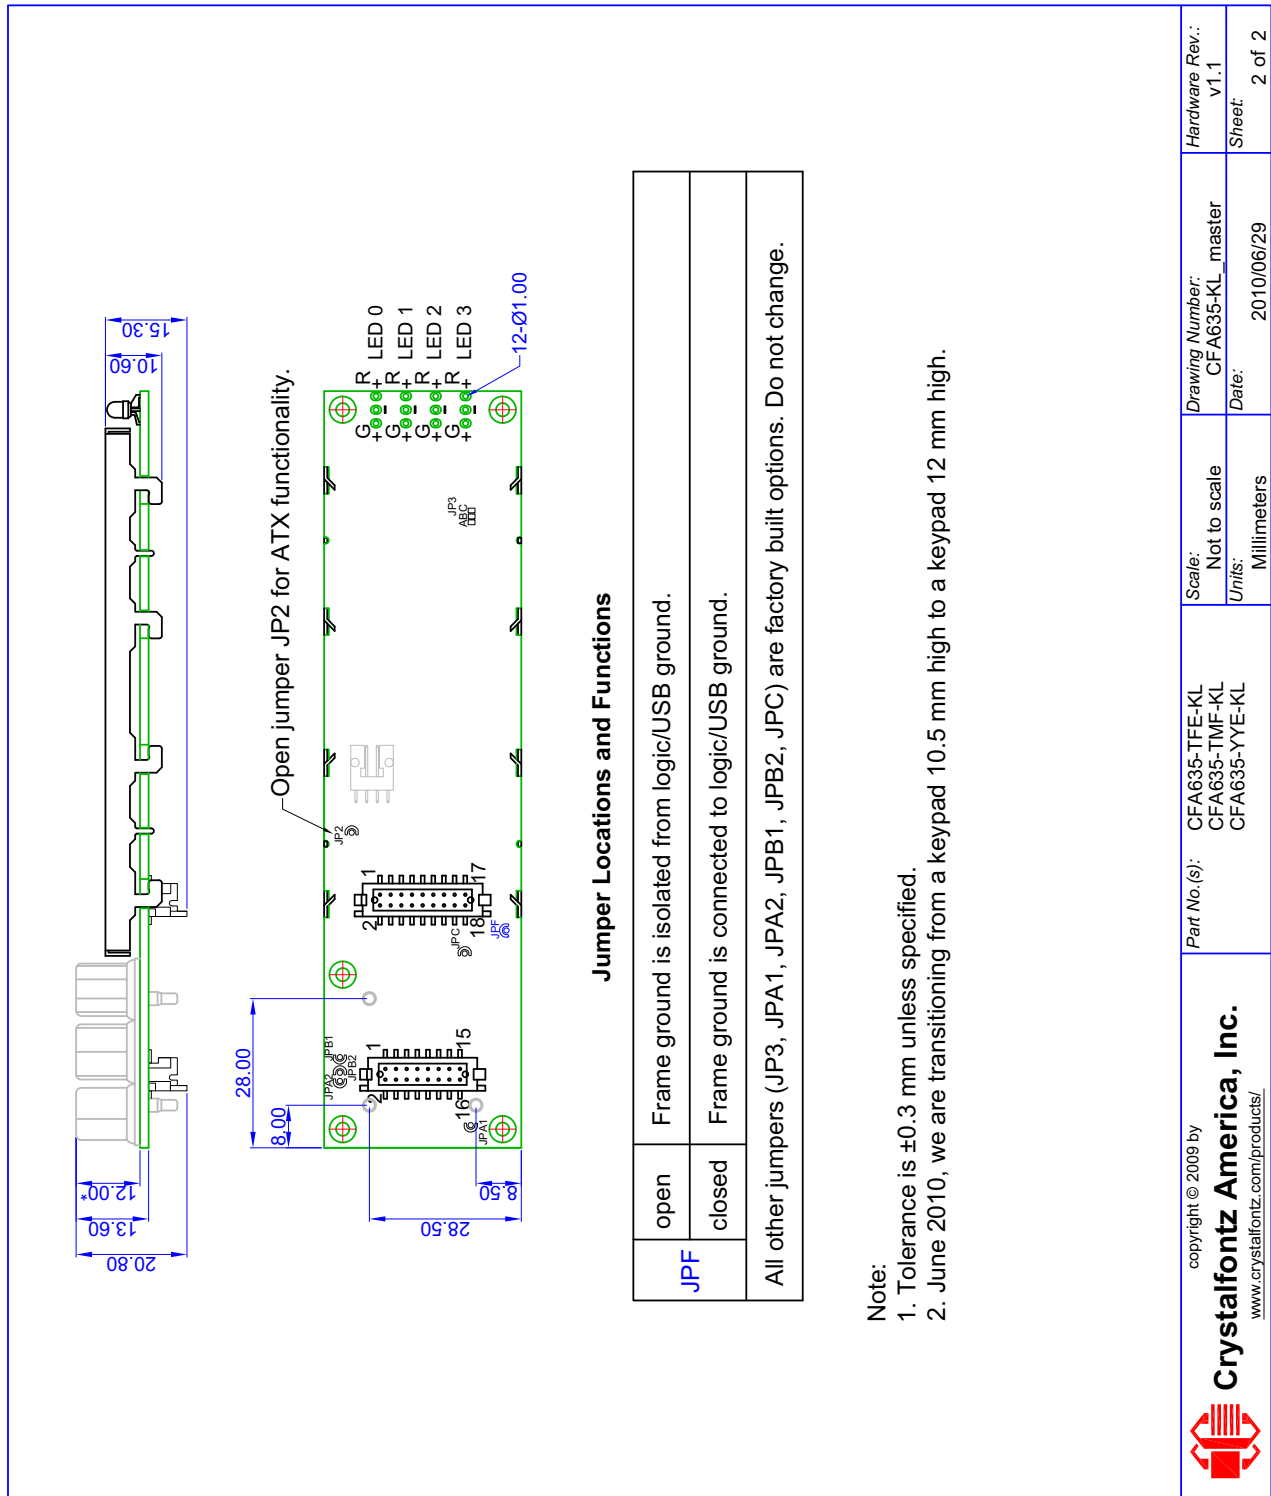 15.30
10.60
12.00*
13.60
20.80
Open jumper JP2 for ATX functionality.
28.00
8.00
28.50
8.50
JPA2
JPB1
JPB2
JPA1
1
2
15
16
JPC
JPF
1
2
17
18
JP2
JP3
ABC
G R
+ - +
LED 0
G R
+ - +
LED 1
G R
+ - +
LED 2
G R
+ - +
LED 3
12-Ø1.00
Jumper Locations and Functions
JPF
open
Frame ground is isolated from logic/USB ground.
closed
Frame ground is connected to logic/USB ground.
All other jumpers (JP3, JPA1, JPA2, JPB1, JPB2, JPC) are factory built options. Do not change.
Note:
1. Tolerance is ±0.3 mm unless specified.
2. June 2010, we are transitioning from a keypad 10.5 mm high to a keypad 12 mm high.
copyright © 2009 by
Crystalfontz America, Inc.
www.crystalfontz.com/products/
Part No.(s):
CFA635-TFE-KL
CFA635-TMF-KL
CFA635-YYE-KL
Scale:
Not to scale
Units:
Millimeters
Drawing Number:
CFA635-KL_master
Date:
2010/06/29
Hardware Rev.:
v1.1
Sheet:
2 of 2